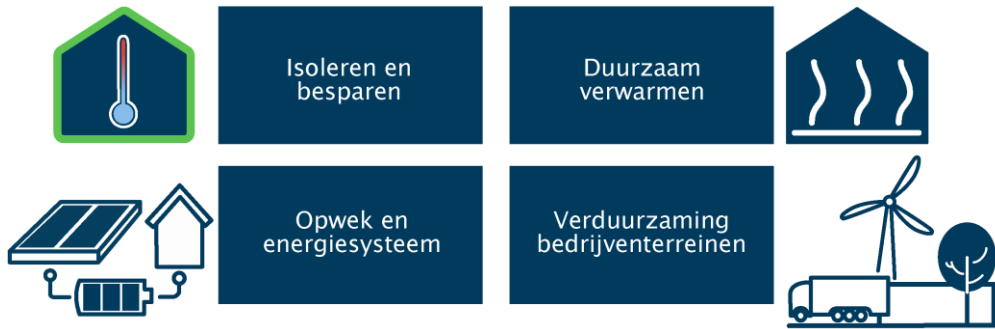 Isoleren en
besparen
Duurzaam
verwarmen
Opwek en
energiesysteem
Verduurzaming
bedrijventerreinen